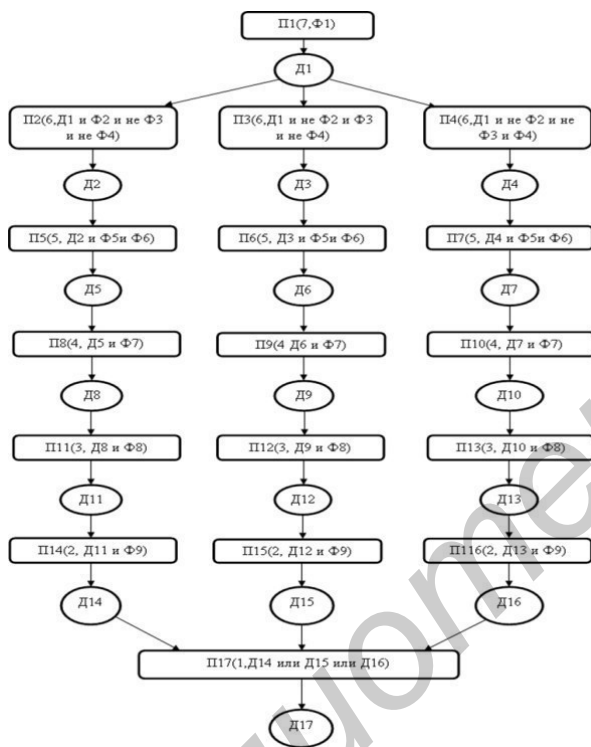 П1(7,Ф1)
Д1
П2(6,Д1 и Ф2 и не Ф3
и не Ф4)
П3(6,Д1 и не Ф2 и Ф3
и не Ф4)
П4(6,Д1 и не Ф2 и не
Ф3 и Ф4)
Д2
Д3
Д4
П5(5, Д2 и Ф5и Ф6)
П6(5, Д3 и Ф5и Ф6)
П7(5, Д4 и Ф5и Ф6)
Д5
Д6
Д7
П8(4, Д5 и Ф7)
П9(4 Д6 и Ф7)
П10(4, Д7 и Ф7)
Д8
Д9
Д10
П11(3, Д8 и Ф8)
П12(3, Д9 и Ф8)
П13(3, Д10 и Ф8)
Д11
Д12
Д13
П14(2, Д11 и Ф9)
П15(2, Д12 и Ф9)
П116(2, Д13 и Ф9)
Д14
Д15
Д16
П17(1,Д14 или Д15 или Д16)
Д17